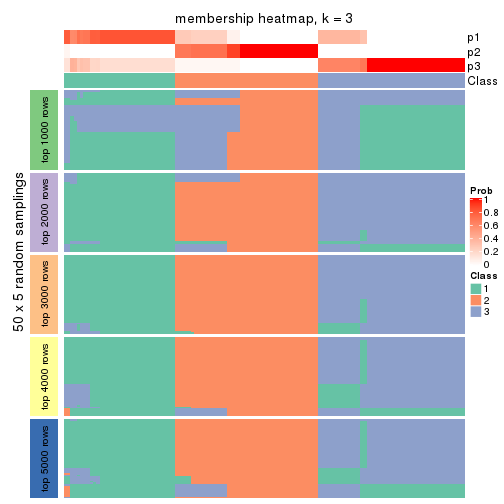 membership heatmap, k = 3
p1
p2
p3
Class
50 x 5 random samplings
top 1000 rows
top 2000 rows
top 3000 rows
top 4000 rows
top 5000 rows
Prob
1
0.8
0.6
0.4
0.2
0
Class
1
2
3